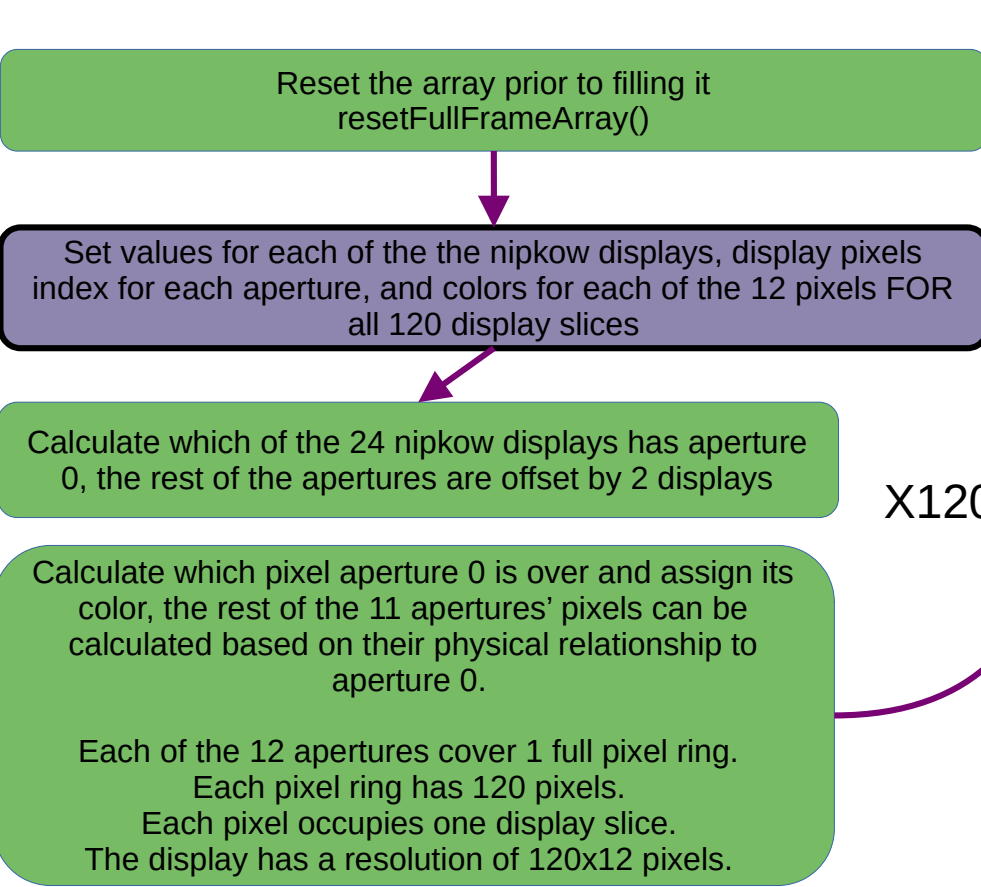 Reset the array prior to filling it
resetFullFrameArray()
Set values for each of the the nipkow displays, display pixels
index for each aperture, and colors for each of the 12 pixels FOR
all 120 display slices
Calculate which of the 24 nipkow displays has aperture
0, the rest of the apertures are offset by 2 displays
X120
Calculate which pixel aperture 0 is over and assign its
color, the rest of the 11 apertures’ pixels can be
calculated based on their physical relationship to
aperture 0.
Each of the 12 apertures cover 1 full pixel ring.
Each pixel ring has 120 pixels.
Each pixel occupies one display slice.
The display has a resolution of 120x12 pixels.